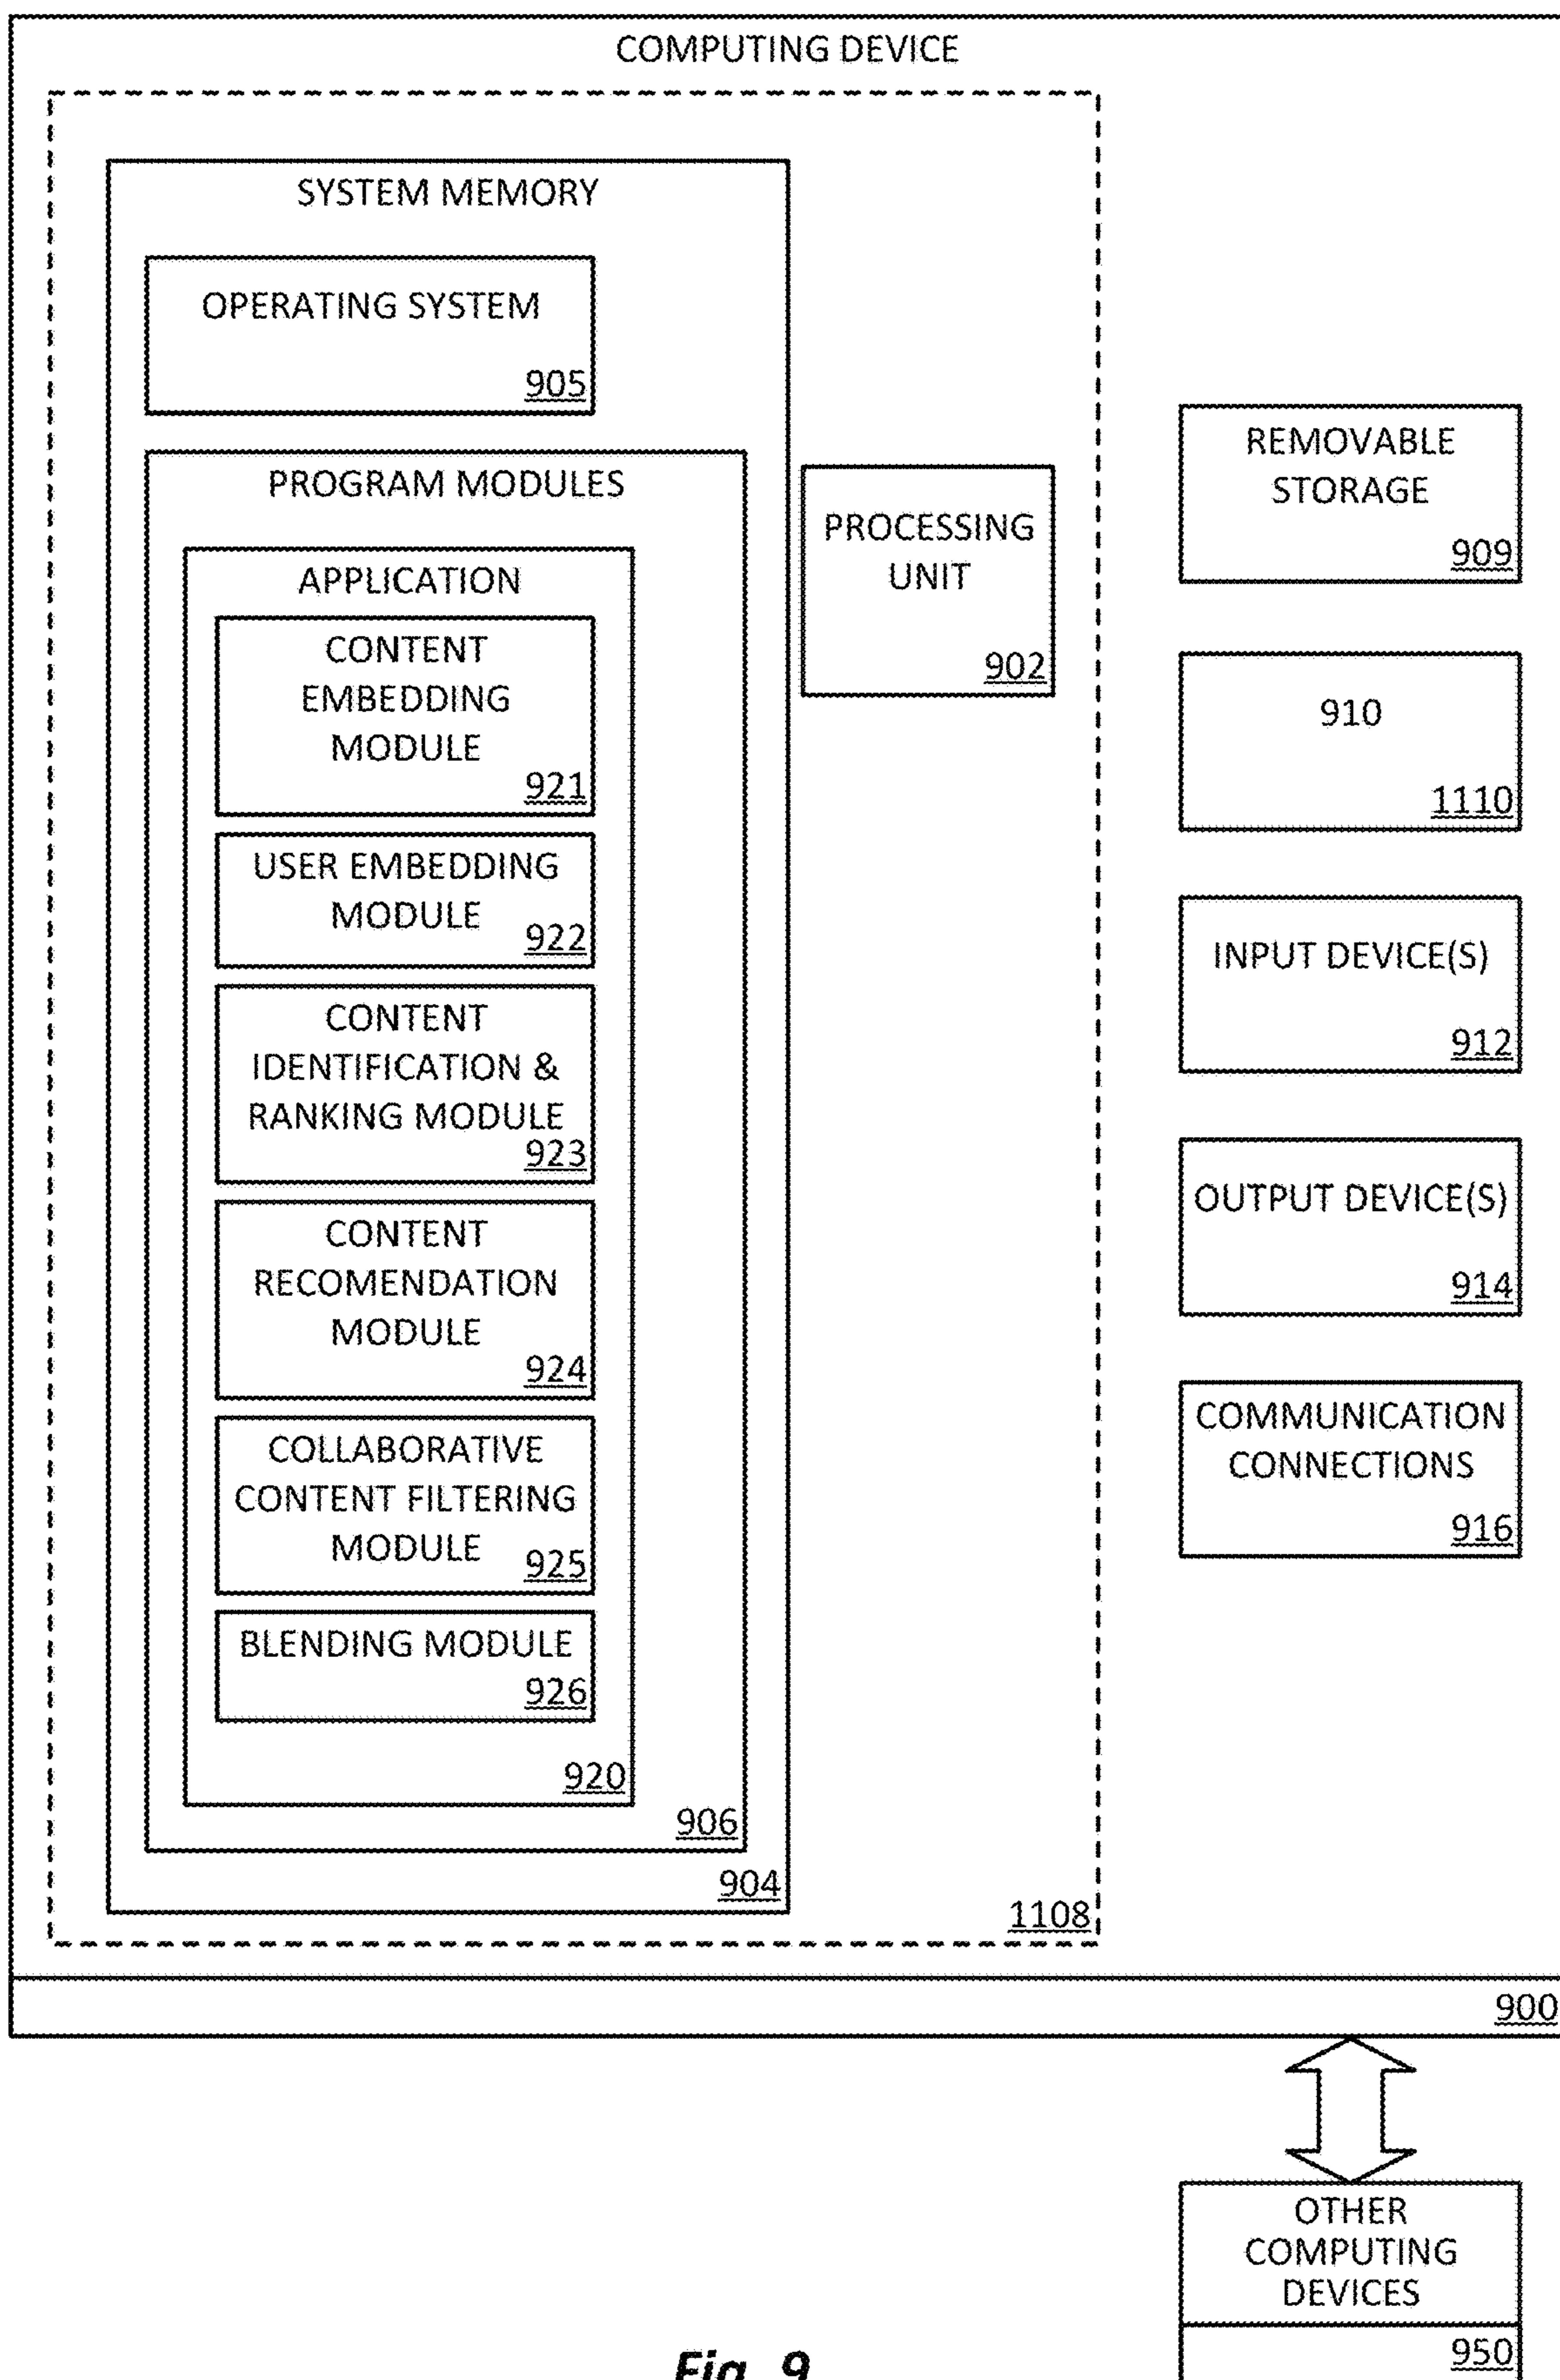 COMPUTING DEVICE
SYSTEM MEMORY
OPERATING SYSTEM
905
PROGRAM MODULES
APPLICATION
CONTENT
EMBEDDING
MODULE
921
USER EMBEDDING
MODULE
922
CONTENT
IDENTIFICATION &
RANKING MODULE
923
CONTENT
RECOMENDATION
MODULE
924
COLLABORATIVE
CONTENT FILTERING
MODULE
925
BLENDING MODULE
926
920
906
904
PROCESSING
UNIT
902
1108
REMOVABLE
STORAGE
909
910
1110
INPUT DEVICE(S)
912
OUTPUT DEVICE(S)
914
COMMUNICATION
CONNECTIONS
916
900
OTHER
COMPUTING
DEVICES
950
Fig. 9